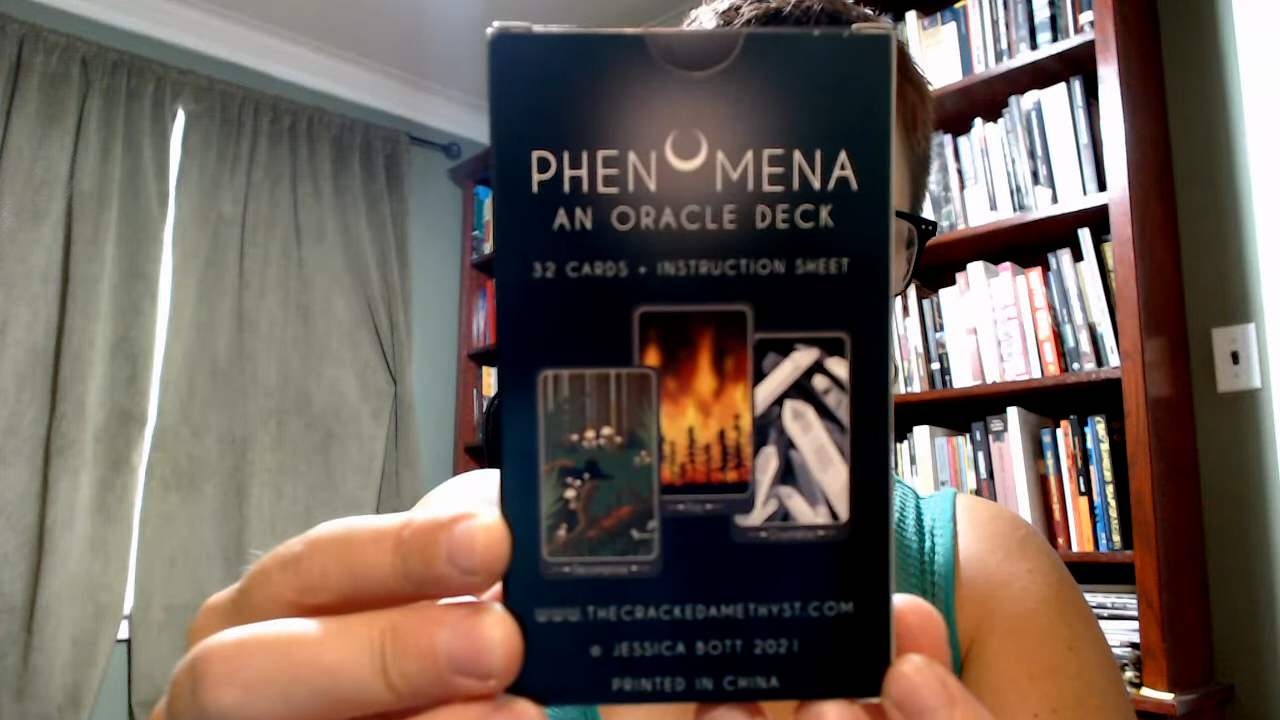 PHENOMENA
AN ORACLE DECK
32 CARDS + INSTRUCTION SHEET
WWW.THECRACKEDAMETHYST.COM
© JESSICA BOTT 2021
PRINTED IN CHINA